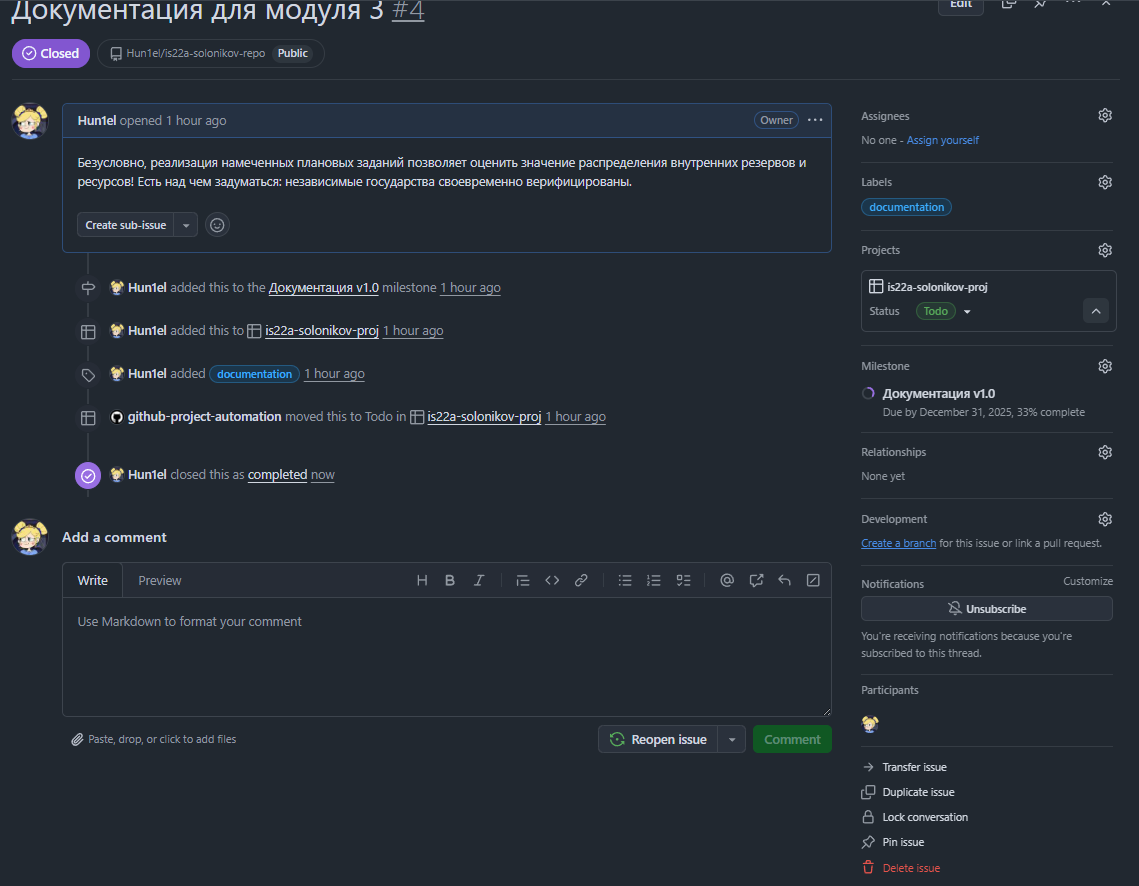 Документация для модуля 3 #4
Edit
Closed
Hun1el/is22a-solonikov-repo Public
Hun1el opened 1 hour ago
Owner
Безусловно, реализация намеченных плановых заданий позволяет оценить значение распределения внутренних резервов и
ресурсов! Есть над чем задуматься: независимые государства своевременно верифицированы.
Create sub-issue
Hun1el added this to the Документация v1.0 milestone 1 hour ago
Hun1el added this to is22a-solonikov-proj 1 hour ago
Hun1el added documentation 1 hour ago
github-project-automation moved this to Todo in is22a-solonikov-proj 1 hour ago
Hun1el closed this as completed now
Add a comment
Write Preview
Use Markdown to format your comment
Paste, drop, or click to add files
Reopen issue
Comment
Assignees
No one - Assign yourself
Labels
documentation
Projects
is22a-solonikov-proj
Status Todo
Milestone
Документация v1.0
Due by December 31, 2025, 33% complete
Relationships
None yet
Development
Create a branch for this issue or link a pull request.
Notifications Customize
Unsubscribe
You're receiving notifications because you're
subscribed to this thread.
Participants
Transfer issue
Duplicate issue
Lock conversation
Pin issue
Delete issue